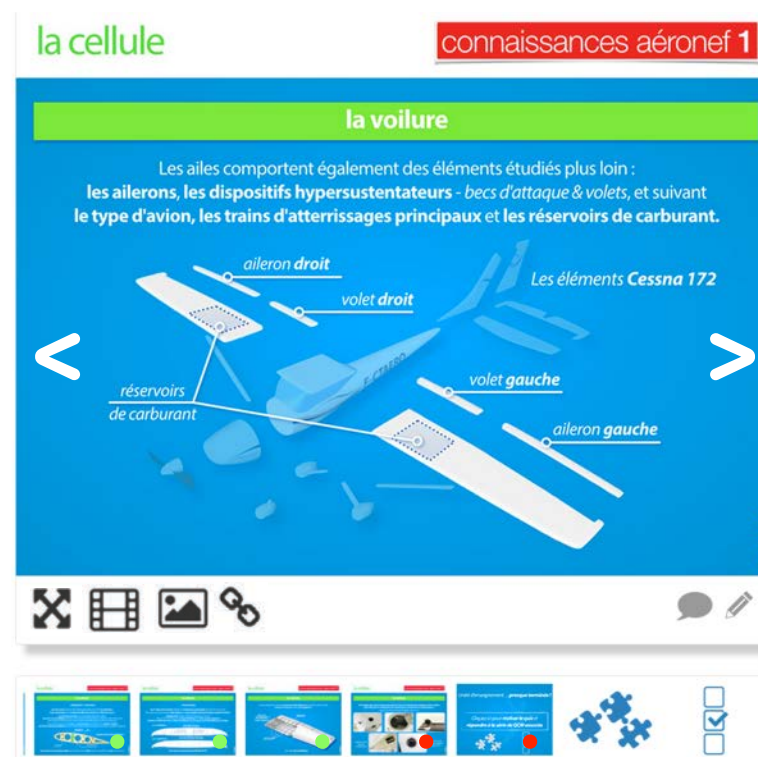 la cellule
connaissances aéronef 1
la voilure
Les ailes comportent également des éléments étudiés plus loin :
les ailerons, les dispositifs hypersustentateurs - becs d'attaque & volets, et suivant
le type d'avion, les trains d'atterrissages principaux et les réservoirs de carburant.
aileron droit
Les éléments Cessna 172
volet droit
réservoirs
de carburant
volet gauche
aileron gauche